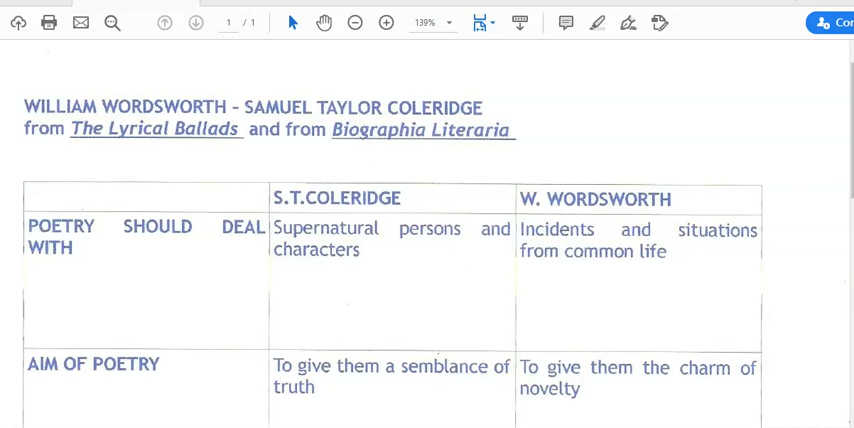 1 / 1
139%
Con
WILLIAM WORDSWORTH – SAMUEL TAYLOR COLERIDGE
from The Lyrical Ballads and from Biographia Literaria
S.T.COLERIDGE
W. WORDSWORTH
POETRY SHOULD DEAL
WITH
Supernatural persons and
characters
Incidents and situations
from common life
AIM OF POETRY
To give them a semblance of
truth
To give them the charm of
novelty